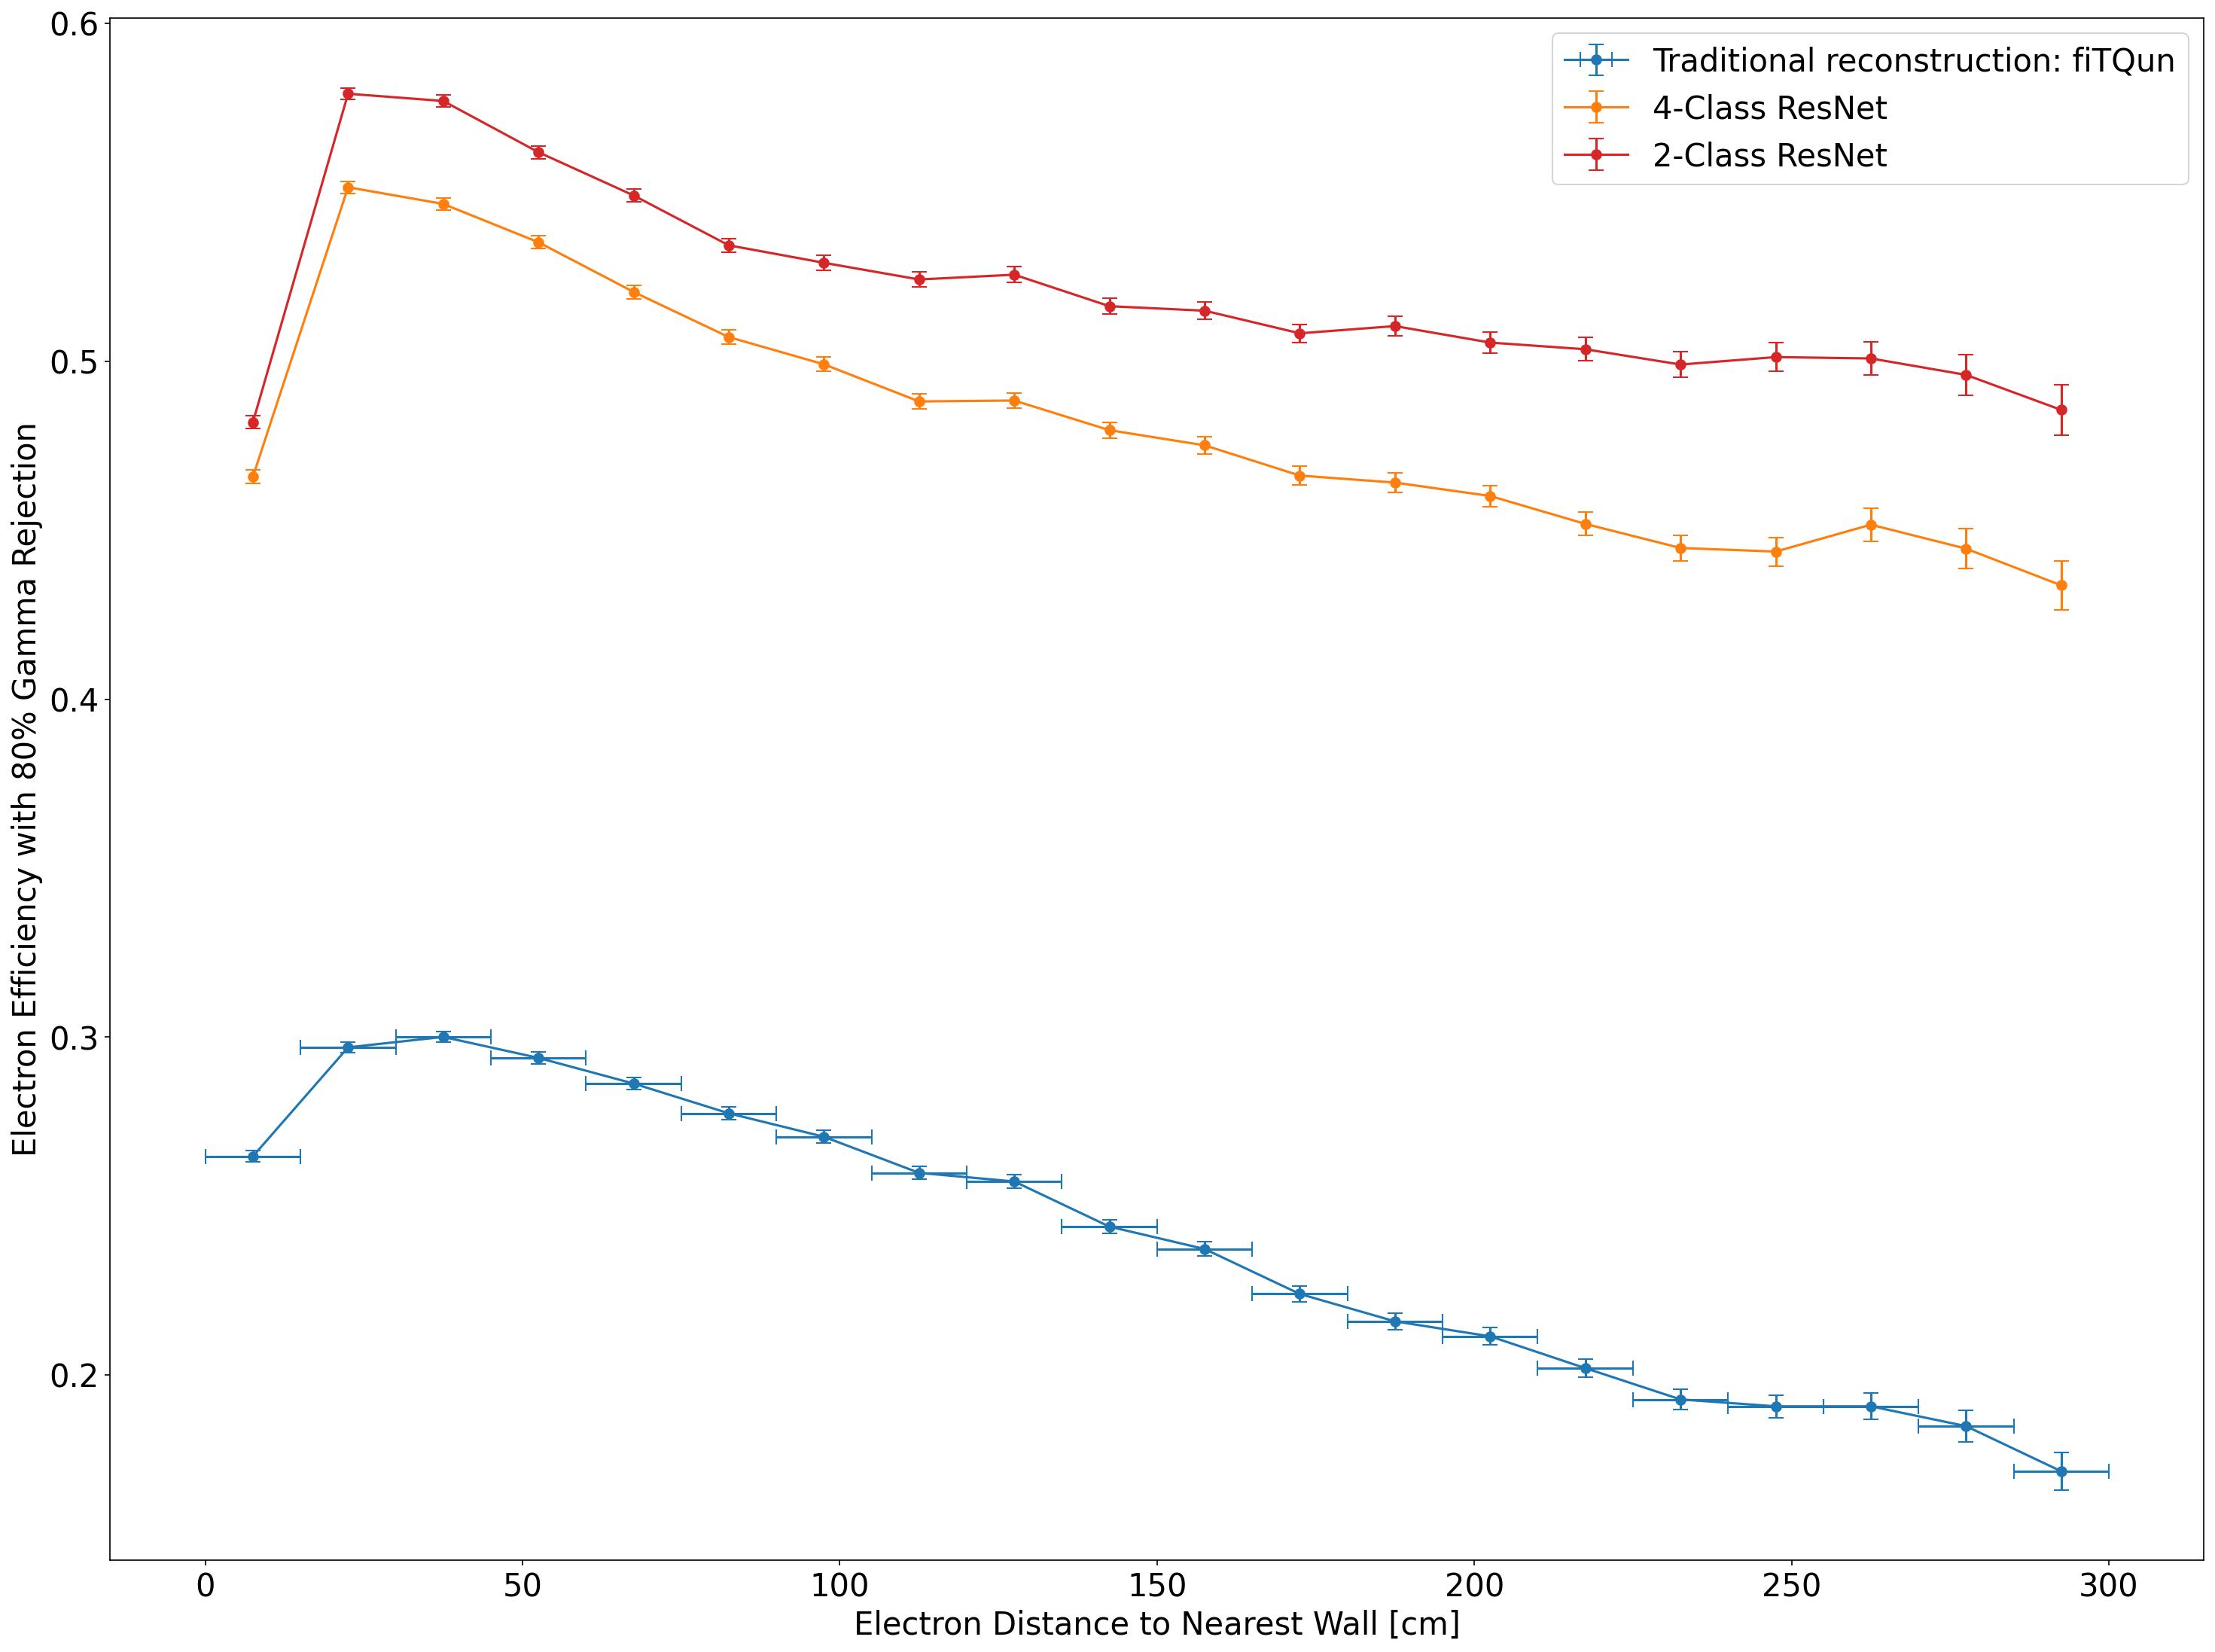 Traditional reconstruction: fiTQun
4-Class ResNet
2-Class ResNet
Electron Efficiency with 80% Gamma Rejection
0.6
0.5
0.4
0.3
0.2
0 50 100 150 200 250 300
Electron Distance to Nearest Wall [cm]